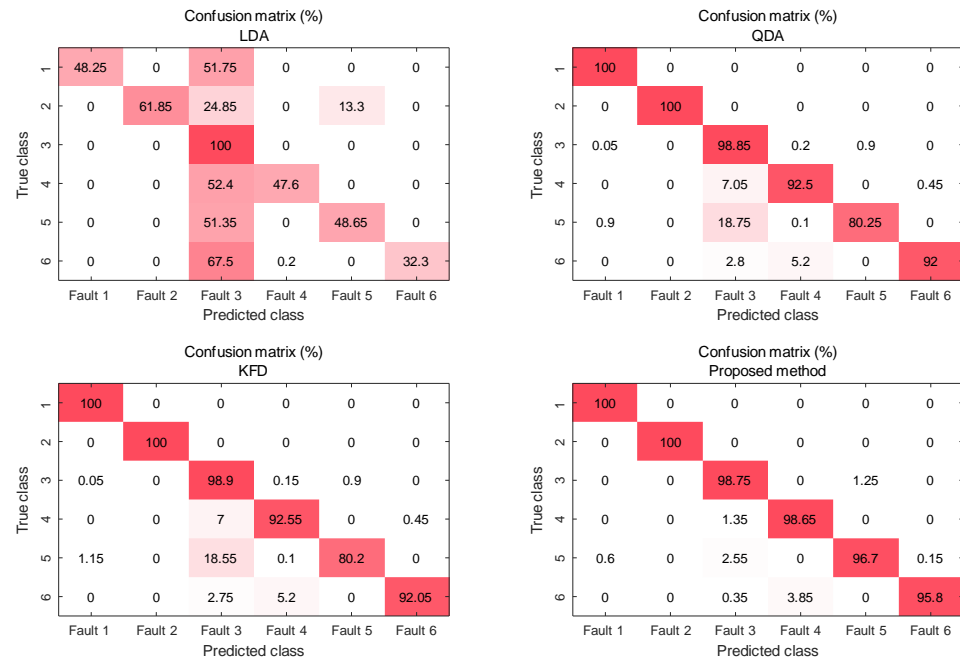 Confusion matrix (%)
LDA
True class
1 48.25 0 51.75 0 0 0
2 0 61.85 24.85 0 13.3 0
3 0 0 100 0 0 0
4 0 0 52.4 47.6 0 0
5 0 0 51.35 0 48.65 0
6 0 0 67.5 0.2 0 32.3
Fault 1 Fault 2 Fault 3 Fault 4 Fault 5 Fault 6
Predicted class
Confusion matrix (%)
QDA
True class
1 100 0 0 0 0 0
2 0 100 0 0 0 0
3 0.05 0 98.85 0.2 0.9 0
4 0 0 7.05 92.5 0 0.45
5 0.9 0 18.75 0.1 80.25 0
6 0 0 2.8 5.2 0 92
Fault 1 Fault 2 Fault 3 Fault 4 Fault 5 Fault 6
Predicted class
Confusion matrix (%)
KFD
True class
1 100 0 0 0 0 0
2 0 100 0 0 0 0
3 0.05 0 98.9 0.15 0.9 0
4 0 0 7 92.55 0 0.45
5 1.15 0 18.55 0.1 80.2 0
6 0 0 2.75 5.2 0 92.05
Fault 1 Fault 2 Fault 3 Fault 4 Fault 5 Fault 6
Predicted class
Confusion matrix (%)
Proposed method
True class
1 100 0 0 0 0 0
2 0 100 0 0 0 0
3 0 0 98.75 0 1.25 0
4 0 0 1.35 98.65 0 0
5 0.6 0 2.55 0 96.7 0.15
6 0 0 0.35 3.85 0 95.8
Fault 1 Fault 2 Fault 3 Fault 4 Fault 5 Fault 6
Predicted class